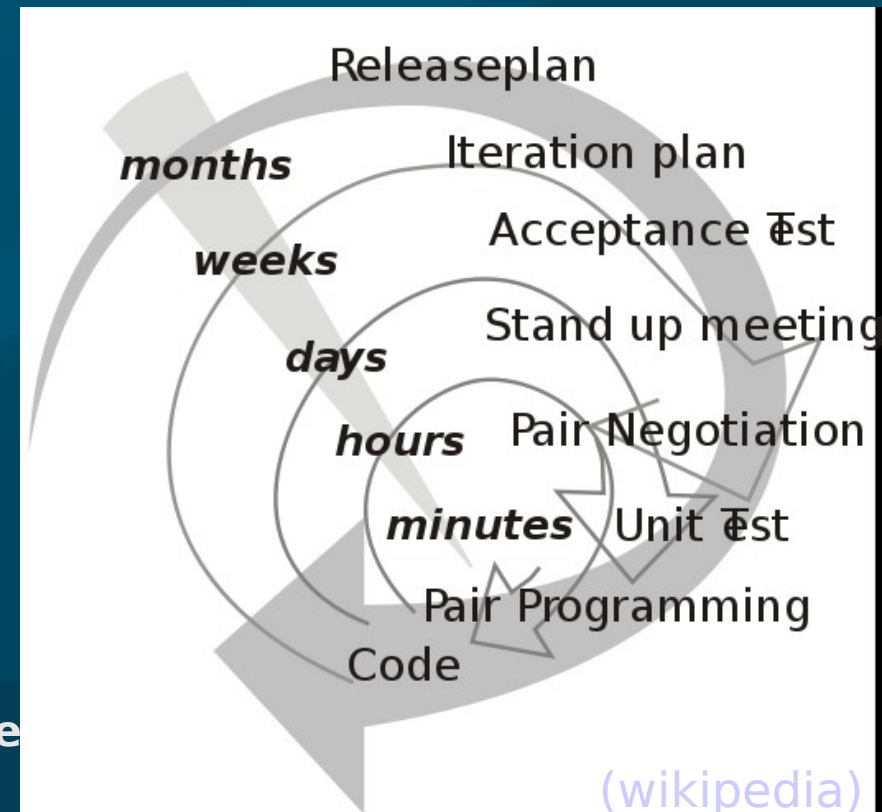 Releaseplan
months
Iteration plan
Acceptance Test
weeks
Stand up meeting
days
Pair Negotiation
hours
minutes
Unit Test
Pair Programming
Code
e
(wikipedia)